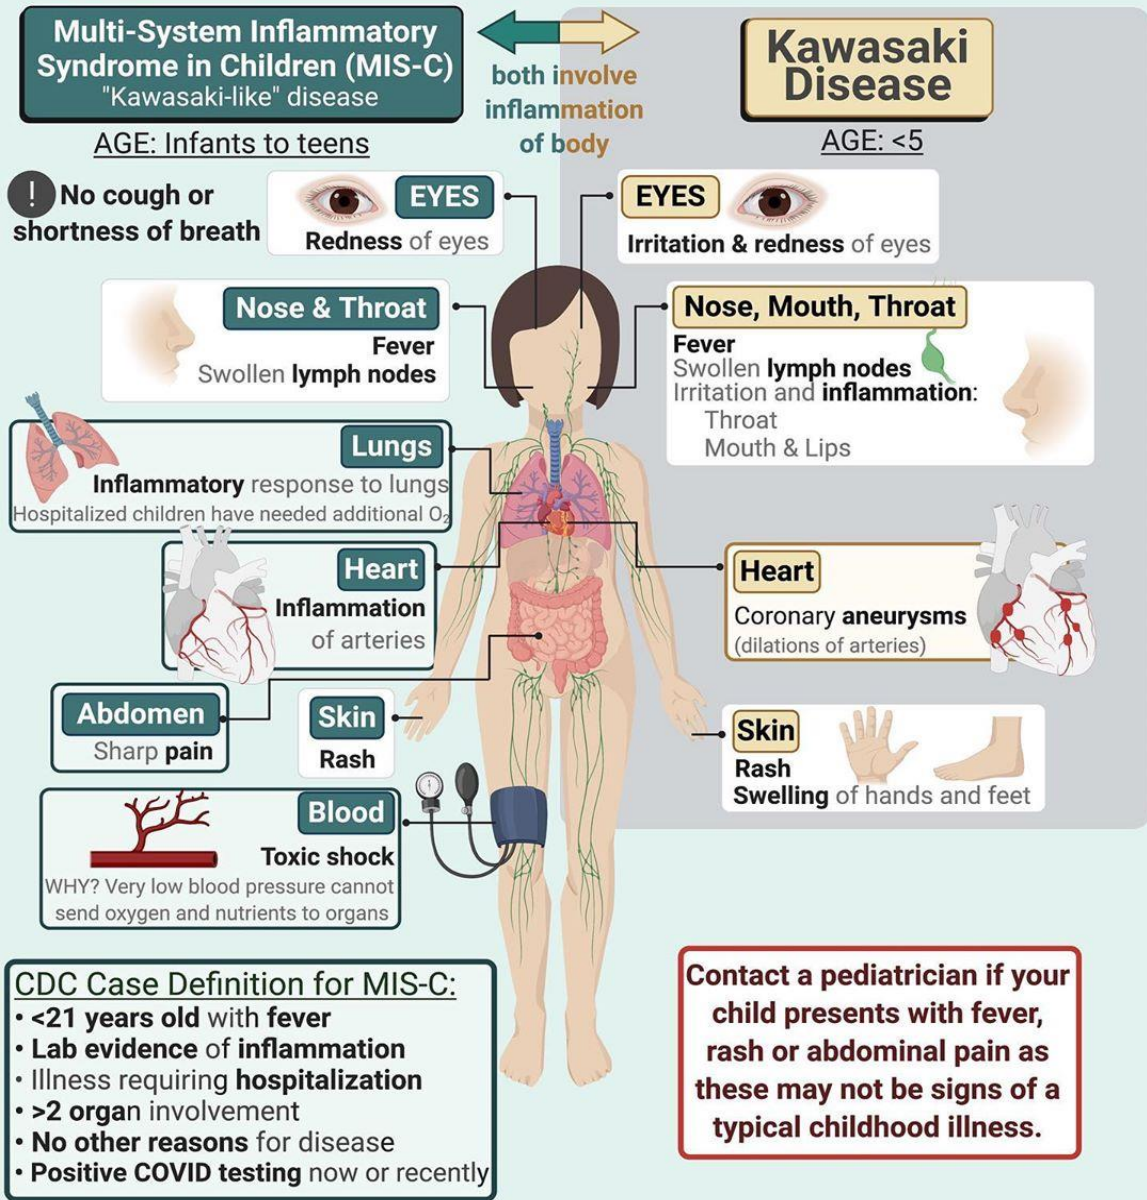 Multi-System Inflammatory
Syndrome in Children (MIS-C)
"Kawasaki-like" disease
AGE: Infants to teens
both involve
inflammation
of body
Kawasaki
Disease
AGE: <5
! No cough or
shortness of breath
EYES
Redness of eyes
EYES
Irritation & redness of eyes
Nose & Throat
Fever
Swollen lymph nodes
Nose, Mouth, Throat
Fever
Swollen lymph nodes
Irritation and inflammation:
Throat
Mouth & Lips
Lungs
Inflammatory response to lungs
Hospitalized children have needed additional O₂
Heart
Inflammation
of arteries
Heart
Coronary aneurysms
(dilations of arteries)
Abdomen
Sharp pain
Skin
Rash
Skin
Rash
Swelling of hands and feet
Blood
Toxic shock
WHY? Very low blood pressure cannot
send oxygen and nutrients to organs
CDC Case Definition for MIS-C:
• <21 years old with fever
• Lab evidence of inflammation
• Illness requiring hospitalization
• >2 organ involvement
• No other reasons for disease
• Positive COVID testing now or recently
Contact a pediatrician if your
child presents with fever,
rash or abdominal pain as
these may not be signs of a
typical childhood illness.